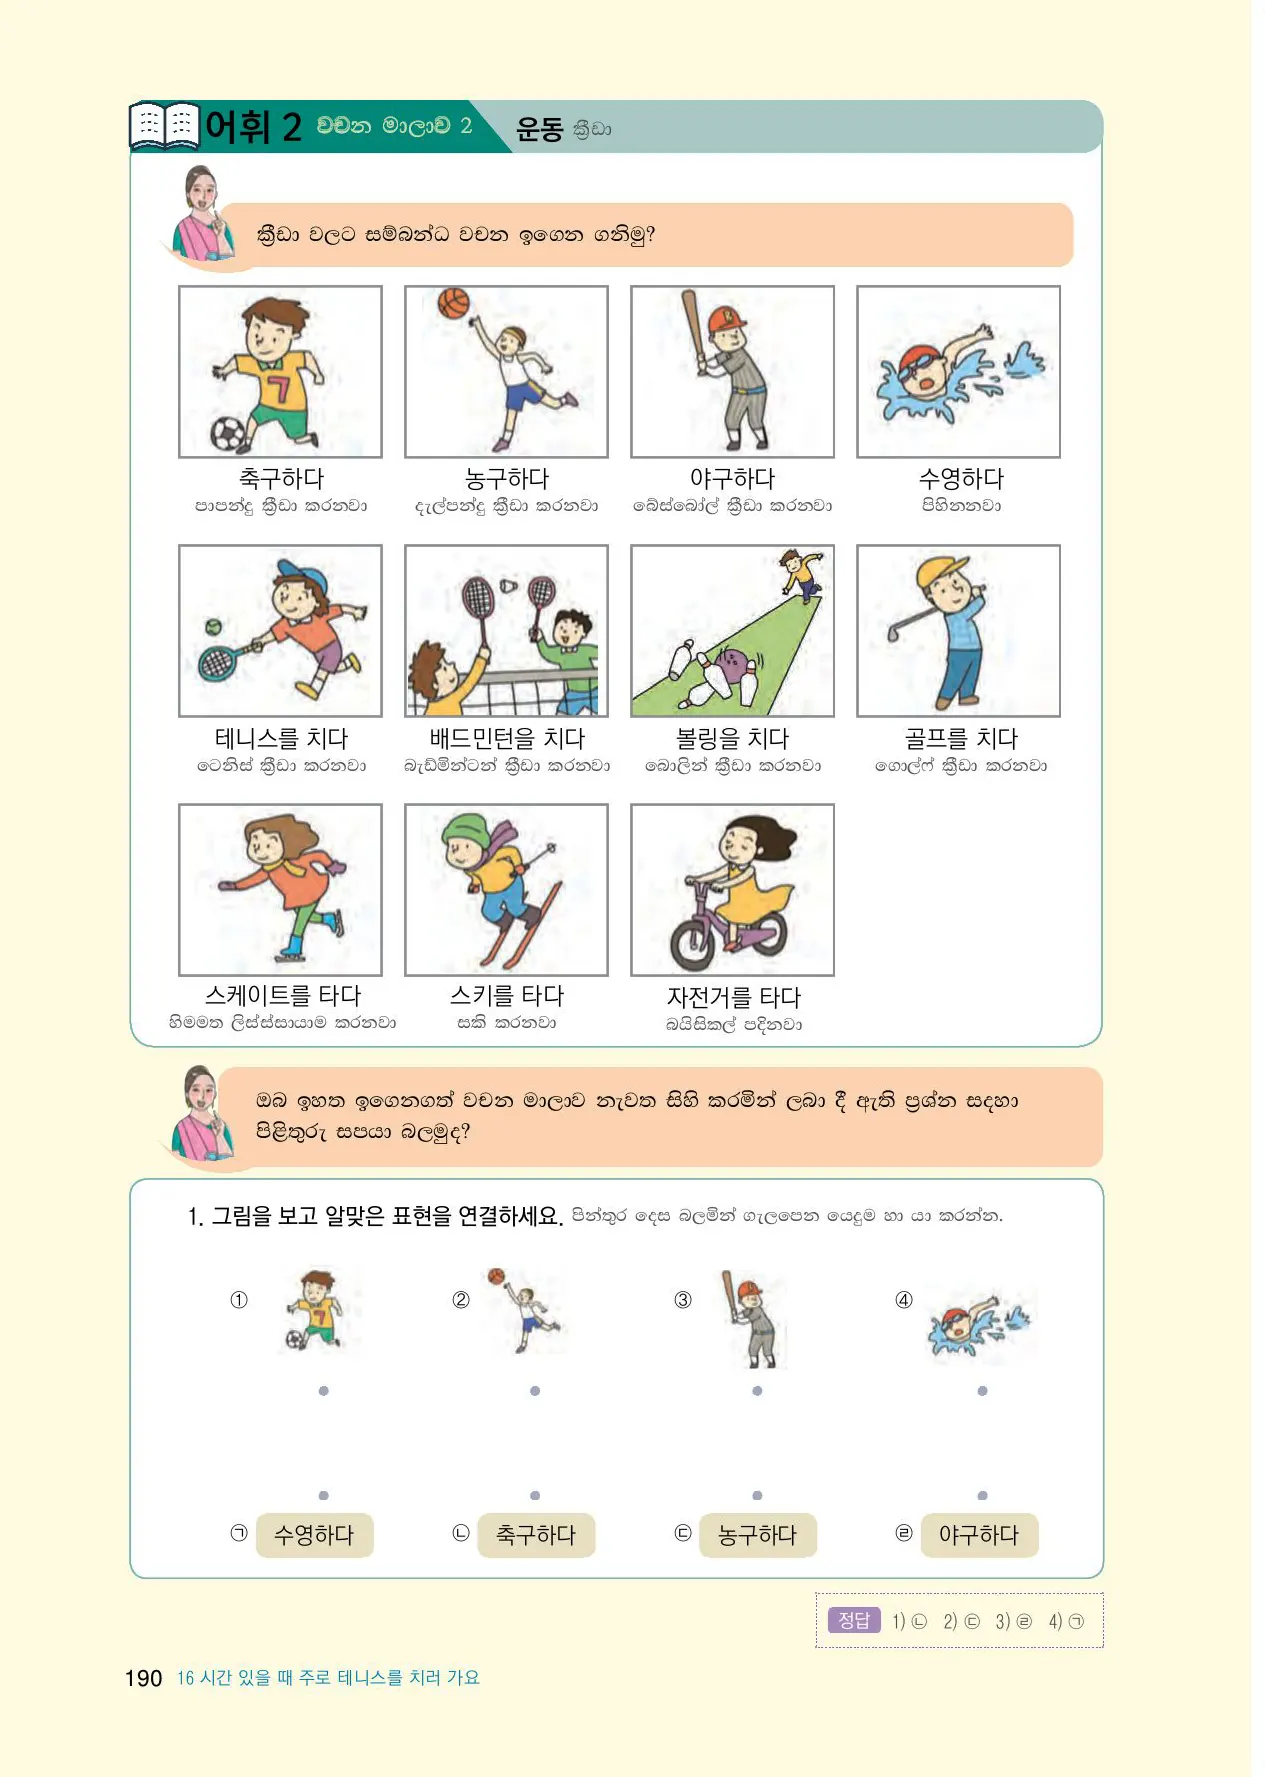 어휘 2 වචන මාලාව 2 운동 ක්‍රීඩා
ක්‍රීඩා වලට සම්බන්ධ වචන ඉගෙන ගනිමු?
축구하다 농구하다 야구하다 수영하다
පාපන්දු ක්‍රීඩා කරනවා දැල්පන්දු ක්‍රීඩා කරනවා බේස්බෝල් ක්‍රීඩා කරනවා පිහිනනවා
테니스를 치다 배드민턴을 치다 볼링을 치다 골프를 치다
ටෙනිස් ක්‍රීඩා කරනවා බැඩ්මින්ටන් ක්‍රීඩා කරනවා බොලින් ක්‍රීඩා කරනවා ගොල්ෆ් ක්‍රීඩා කරනවා
스케이트를 타다 스키를 타다 자전거를 타다
හිමමත ලිස්ස්සායාම කරනවා සකි කරනවා බයිසිකල් පදිනවා
ඔබ ඉහත ඉගෙනගත් වචන මාලාව නැවත සිහි කරමින් ලබා දී ඇති ප්‍රශ්න සදහා
පිළිතුරු සපයා බලමුද?
1. 그림을 보고 알맞은 표현을 연결하세요. පින්තුර දෙස බලමින් ගැලපෙන යෙදුම හා යා කරන්න.
① ② ③ ④
㉠ 수영하다 ㉡ 축구하다 ㉢ 농구하다 ㉣ 야구하다
정답 1) ㉡ 2) ㉢ 3) ㉣ 4) ㉠
190 16 시간 있을 때 주로 테니스를 치러 가요